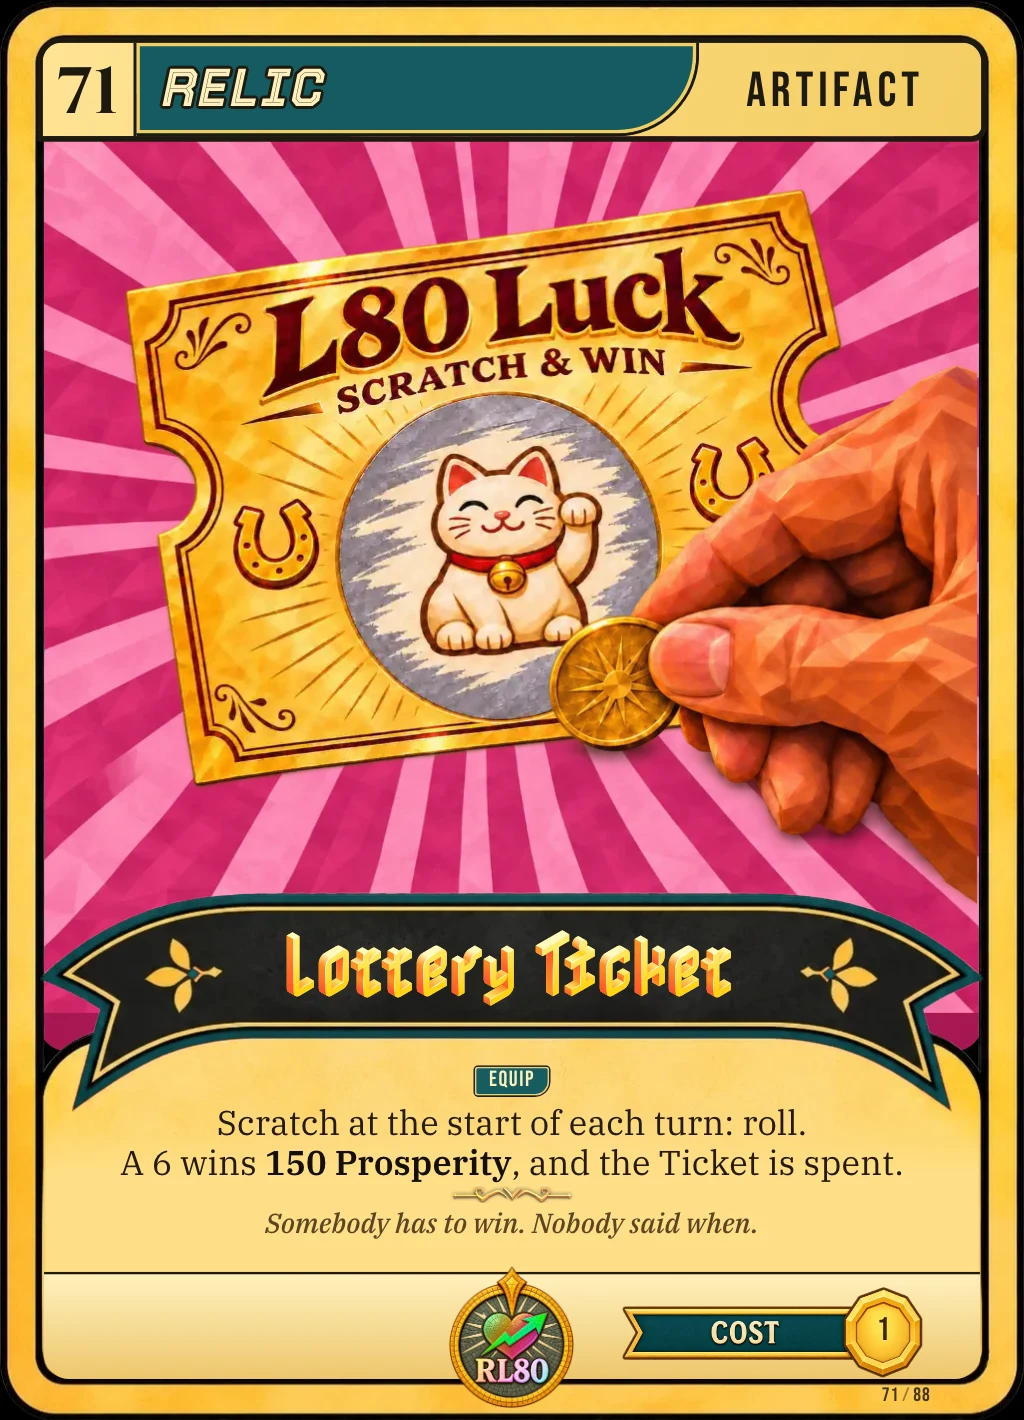 71
RELIC
ARTIFACT
L80 Luck
SCRATCH & WIN
Lottery Ticket
EQUIP
Scratch at the start of each turn: roll.
A 6 wins 150 Prosperity, and the Ticket is spent.
Somebody has to win. Nobody said when.
RL80
COST
1
71 / 88